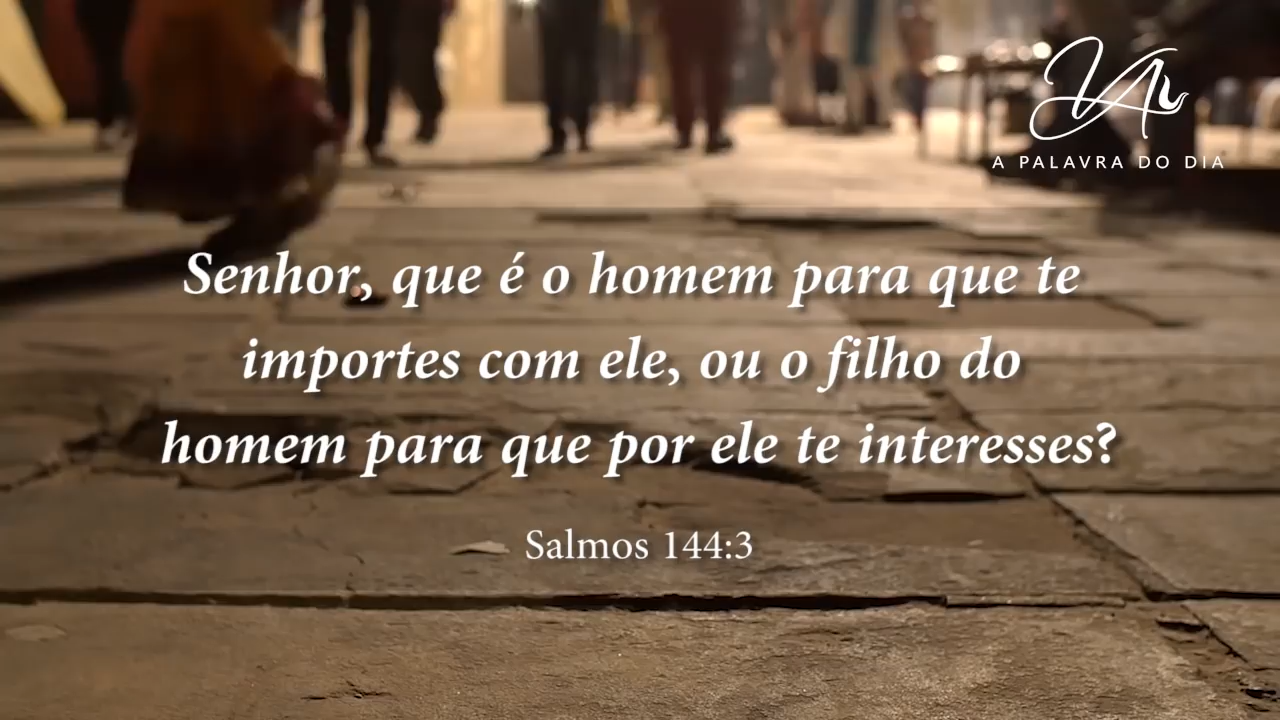 A PALAVRA DO DIA
Senhor, que é o homem para que te
importes com ele, ou o filho do
homem para que por ele te interesses?
Salmos 144:3